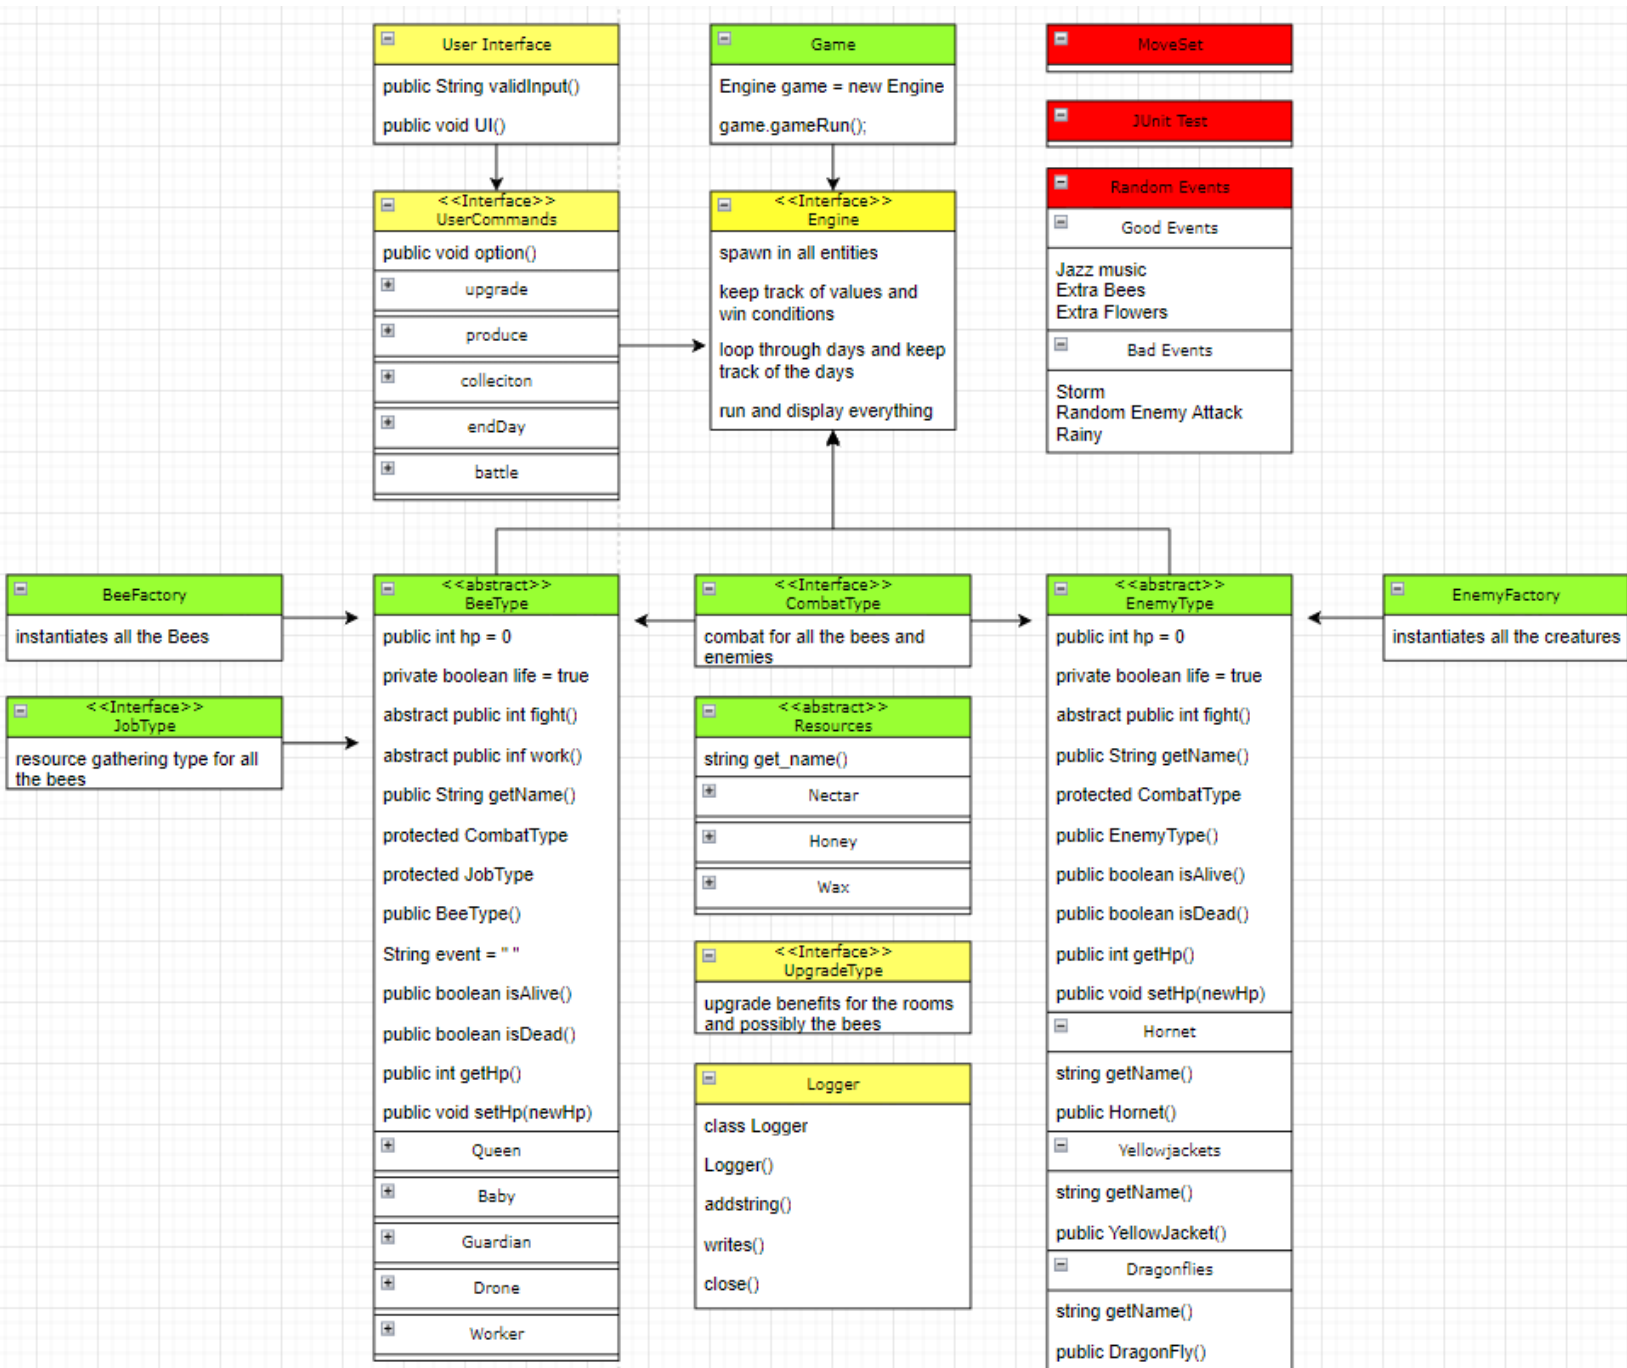 User Interface
public String validInput()
public void UI()
Game
Engine game = new Engine
game.gameRun();
MoveSet
JUnit Test
Random Events
Good Events
Jazz music
Extra Bees
Extra Flowers
Bad Events
Storm
Random Enemy Attack
Rainy
<<Interface>>
UserCommands
public void option()
upgrade
produce
colleciton
endDay
battle
<<Interface>>
Engine
spawn in all entities
keep track of values and
win conditions
loop through days and keep
track of the days
run and display everything
BeeFactory
instantiates all the Bees
<<Interface>>
JobType
resource gathering type for all
the bees
<<abstract>>
BeeType
public int hp = 0
private boolean life = true
abstract public int fight()
abstract public inf work()
public String getName()
protected CombatType
protected JobType
public BeeType()
String event = " "
public boolean isAlive()
public boolean isDead()
public int getHp()
public void setHp(newHp)
Queen
Baby
Guardian
Drone
Worker
<<Interface>>
CombatType
combat for all the bees and
enemies
<<abstract>>
Resources
string get_name()
Nectar
Honey
Wax
<<Interface>>
UpgradeType
upgrade benefits for the rooms
and possibly the bees
Logger
class Logger
Logger()
addstring()
writes()
close()
<<abstract>>
EnemyType
public int hp = 0
private boolean life = true
abstract public int fight()
public String getName()
protected CombatType
public EnemyType()
public boolean isAlive()
public boolean isDead()
public int getHp()
public void setHp(newHp)
Hornet
string getName()
public Hornet()
Yellowjackets
string getName()
public YellowJacket()
Dragonflies
string getName()
public DragonFly()
EnemyFactory
instantiates all the creatures